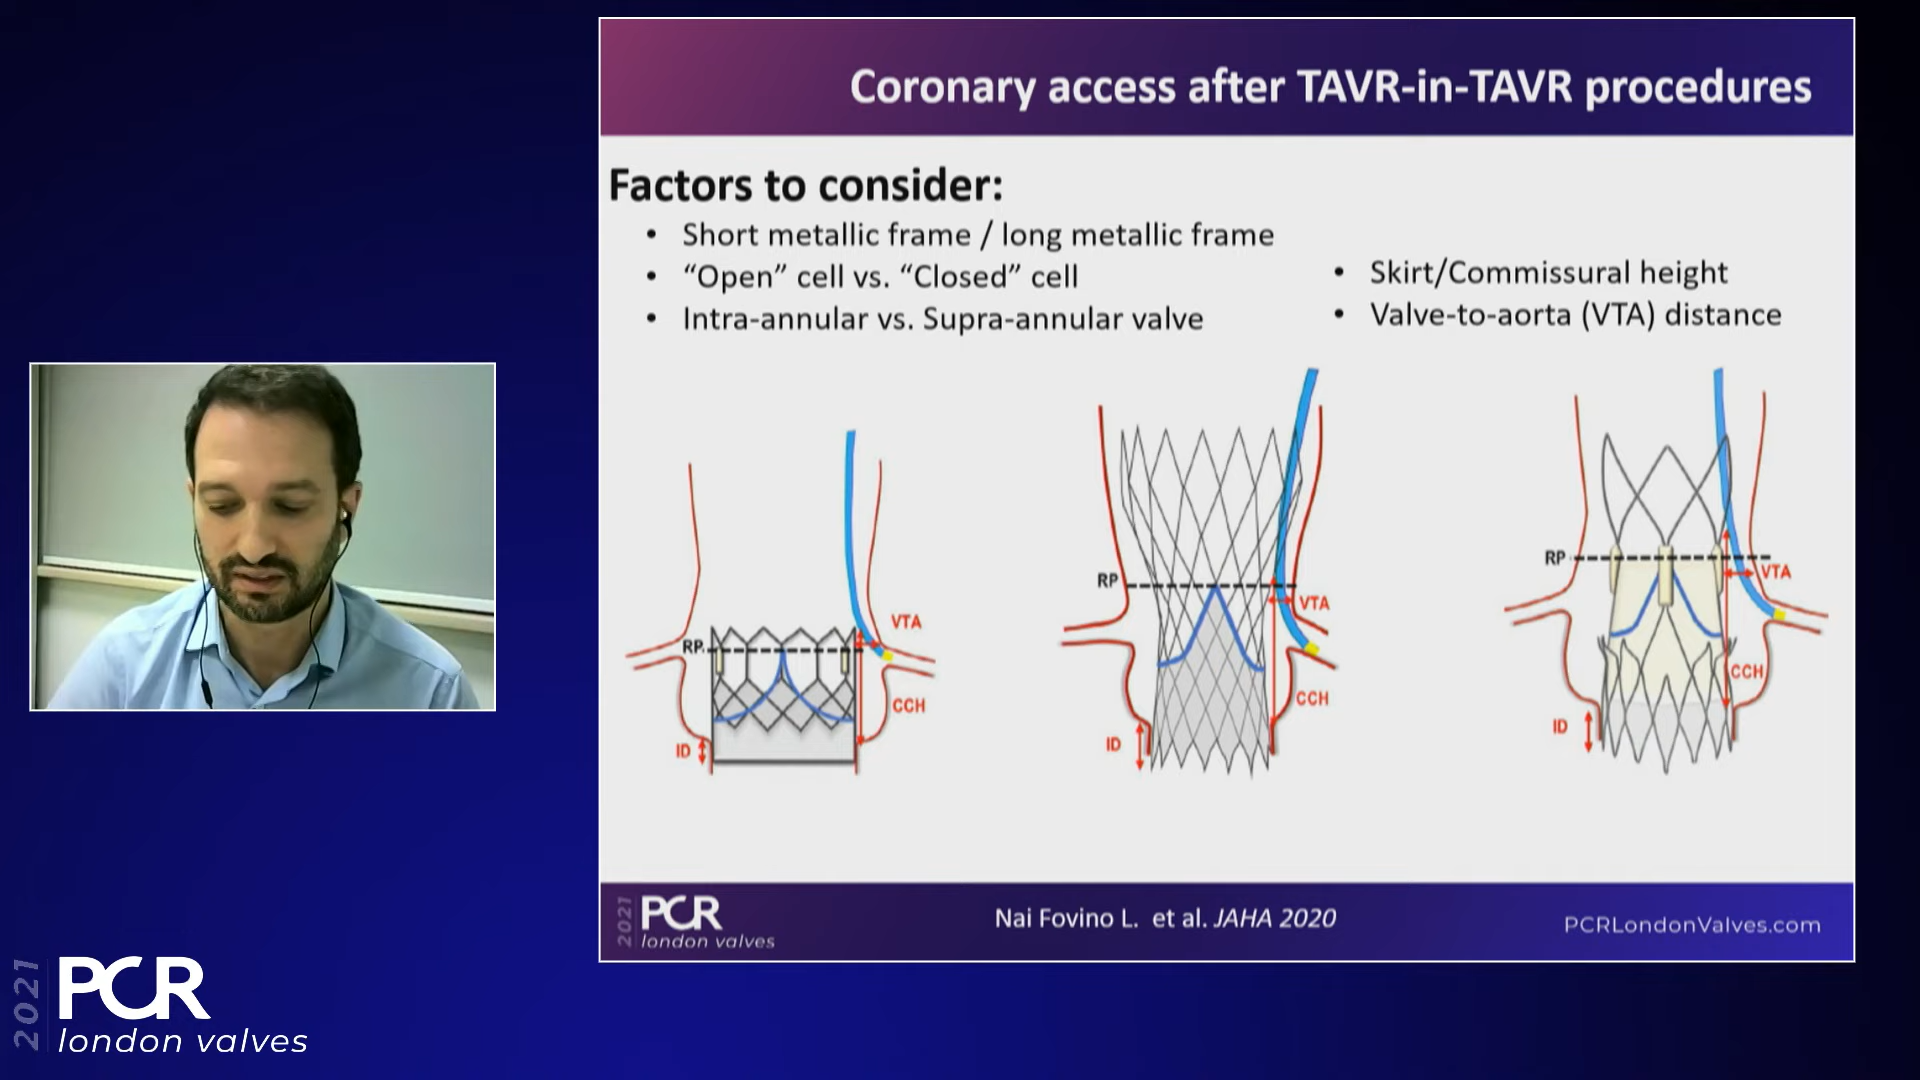 Coronary access after TAVR-in-TAVR procedures
Factors to consider:
• Short metallic frame / long metallic frame
• “Open” cell vs. “Closed” cell
• Intra-annular vs. Supra-annular valve
• Skirt/Commissural height
• Valve-to-aorta (VTA) distance
RP
VTA
CCH
ID
RP
VTA
CCH
ID
RP
VTA
CCH
ID
2021 PCR
london valves
Nai Fovino L. et al. JAHA 2020
PCRLondonValves.com
2021 PCR
london valves